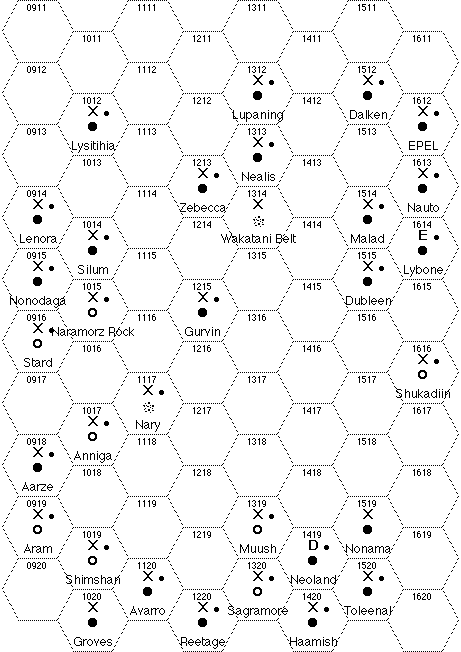 0911 1111 1311 1511
1011 1211 1411 1611
0912 1112 1312 1512
X X
1012 1212 1412 1612
X X
Lupaning Dalken
0913 1113 1313 1513
X
Lysitihia EPEL
1013 1213 1413 1613
X X
Nealis
0914 1114 1314 1514
X X X
Zebecca Nauto
1014 1214 1414 1614
X E
Lenora Wakatani Belt Malad
0915 1115 1315 1515
X X
Silum Lybone
1015 1215 1415 1615
X X
Nonodaga Dubleen
0916 1116 1316 1516
X
Naramorz Rock Gurvin
1016 1216 1416 1616
X
Stard
0917 1117 1317 1517
X
Shukadiin
1017 1217 1417 1617
X
Nary
0918 1118 1318 1518
X
Anniga
1018 1218 1418 1618
Aarze
0919 1119 1319 1519
X X X
1019 1219 1419 1619
X D
Aram Muush Nonama
0920 1120 1320 1520
X X X
Shimshan Neoland
1020 1220 1420 1620
X X X
Avarro Sagramore Toleenal
Groves Reetage Haamish